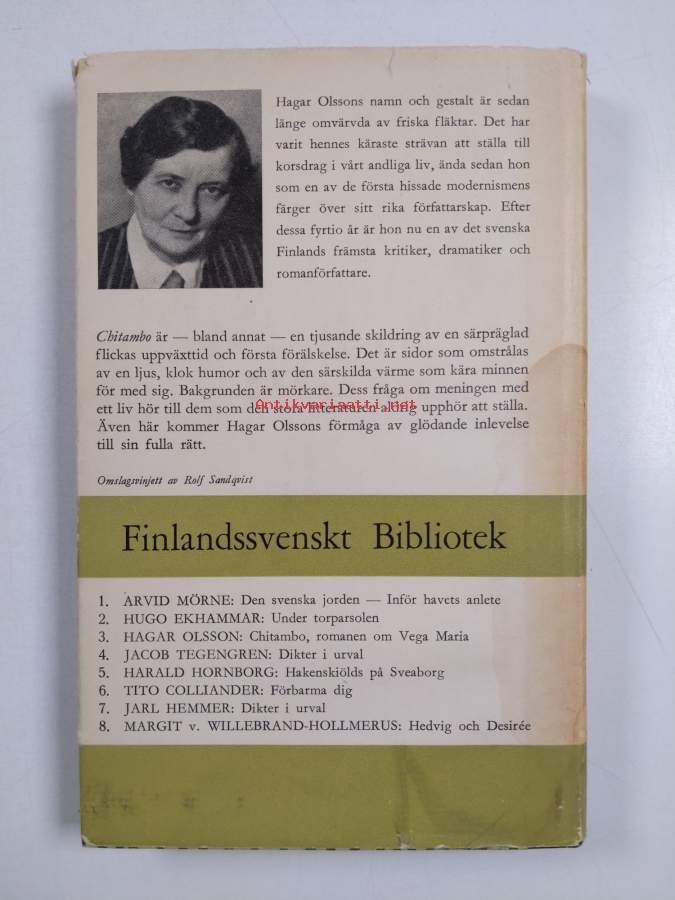 Hagar Olssons namn och gestalt är sedan
länge omvärvda av friska fläktar. Det har
varit hennes käraste strävan att ställa till
korsdrag i vårt andliga liv, ända sedan hon
som en av de första hissade modernismens
färger över sitt rika författarskap. Efter
dessa fyrtio år är hon nu en av det svenska
Finlands främsta kritiker, dramatiker och
romanförfattare.
Chitambo är — bland annat — en tjusande skildring av en särpräglad
flickas uppväxttid och första förälskelse. Det är sidor som omstrålas
av en ljus, klok humor och av den särskilda värme som kära minnen
för med sig. Bakgrunden är mörkare. Dess fråga om meningen med
ett liv hör till dem som den stora litteraturen aldrig upphör att ställa.
Antikvariaatti.net
Även här kommer Hagar Olssons förmåga av glödande inlevelse
till sin fulla rätt.
Omslagsvinjett av Rolf Sandqvist
Finlandssvenskt Bibliotek
1. ARVID MÖRNE: Den svenska jorden — Inför havets anlete
2. HUGO EKHAMMAR: Under torparsolen
3. HAGAR OLSSON: Chitambo, romanen om Vega Maria
4. JACOB TEGENGREN: Dikter i urval
5. HARALD HORNBORG: Hakenskiölds på Sveaborg
6. TITO COLLIANDER: Förbarma dig
7. JARL HEMMER: Dikter i urval
8. MARGIT v. WILLEBRAND-HOLLMERUS: Hedvig och Desirée